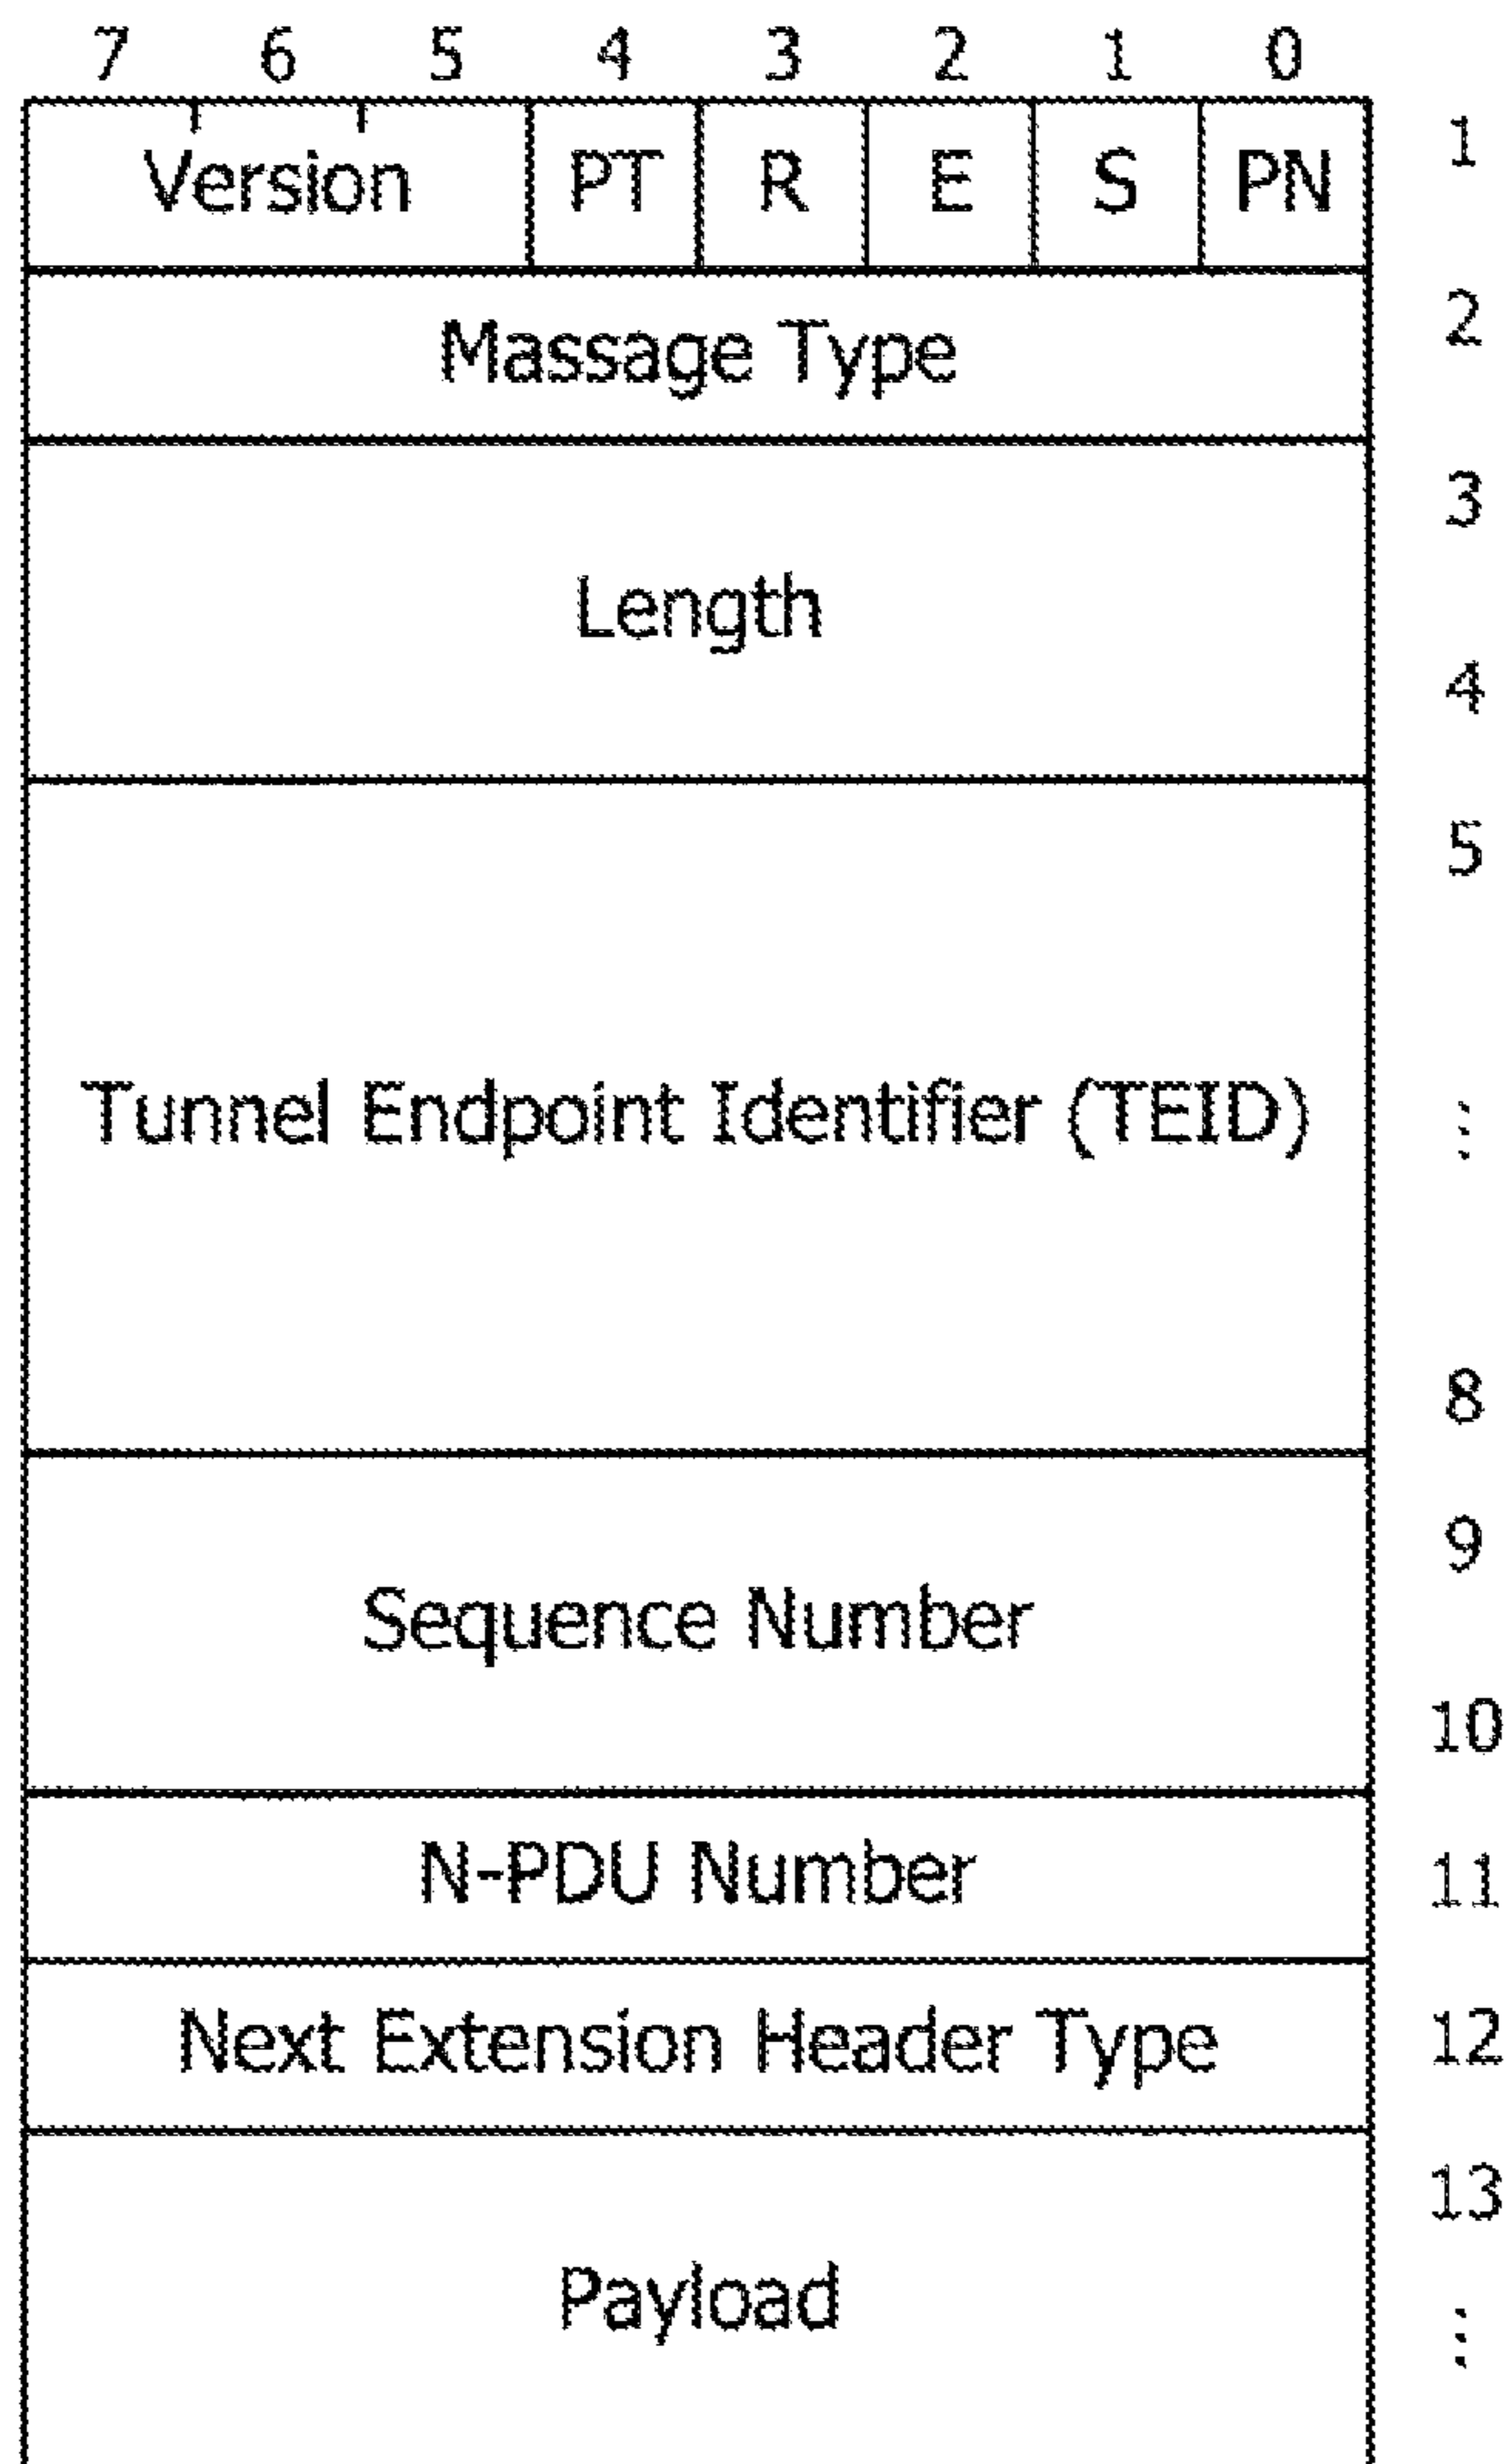 7 6 5 4 3 2 1 0
Version PT R E S PN 1
Massage Type 2
3
Length
4
5
Tunnel Endpoint Identifier (TEID) :
8
9
Sequence Number
10
N-PDU Number 11
Next Extension Header Type 12
13
Payload
: